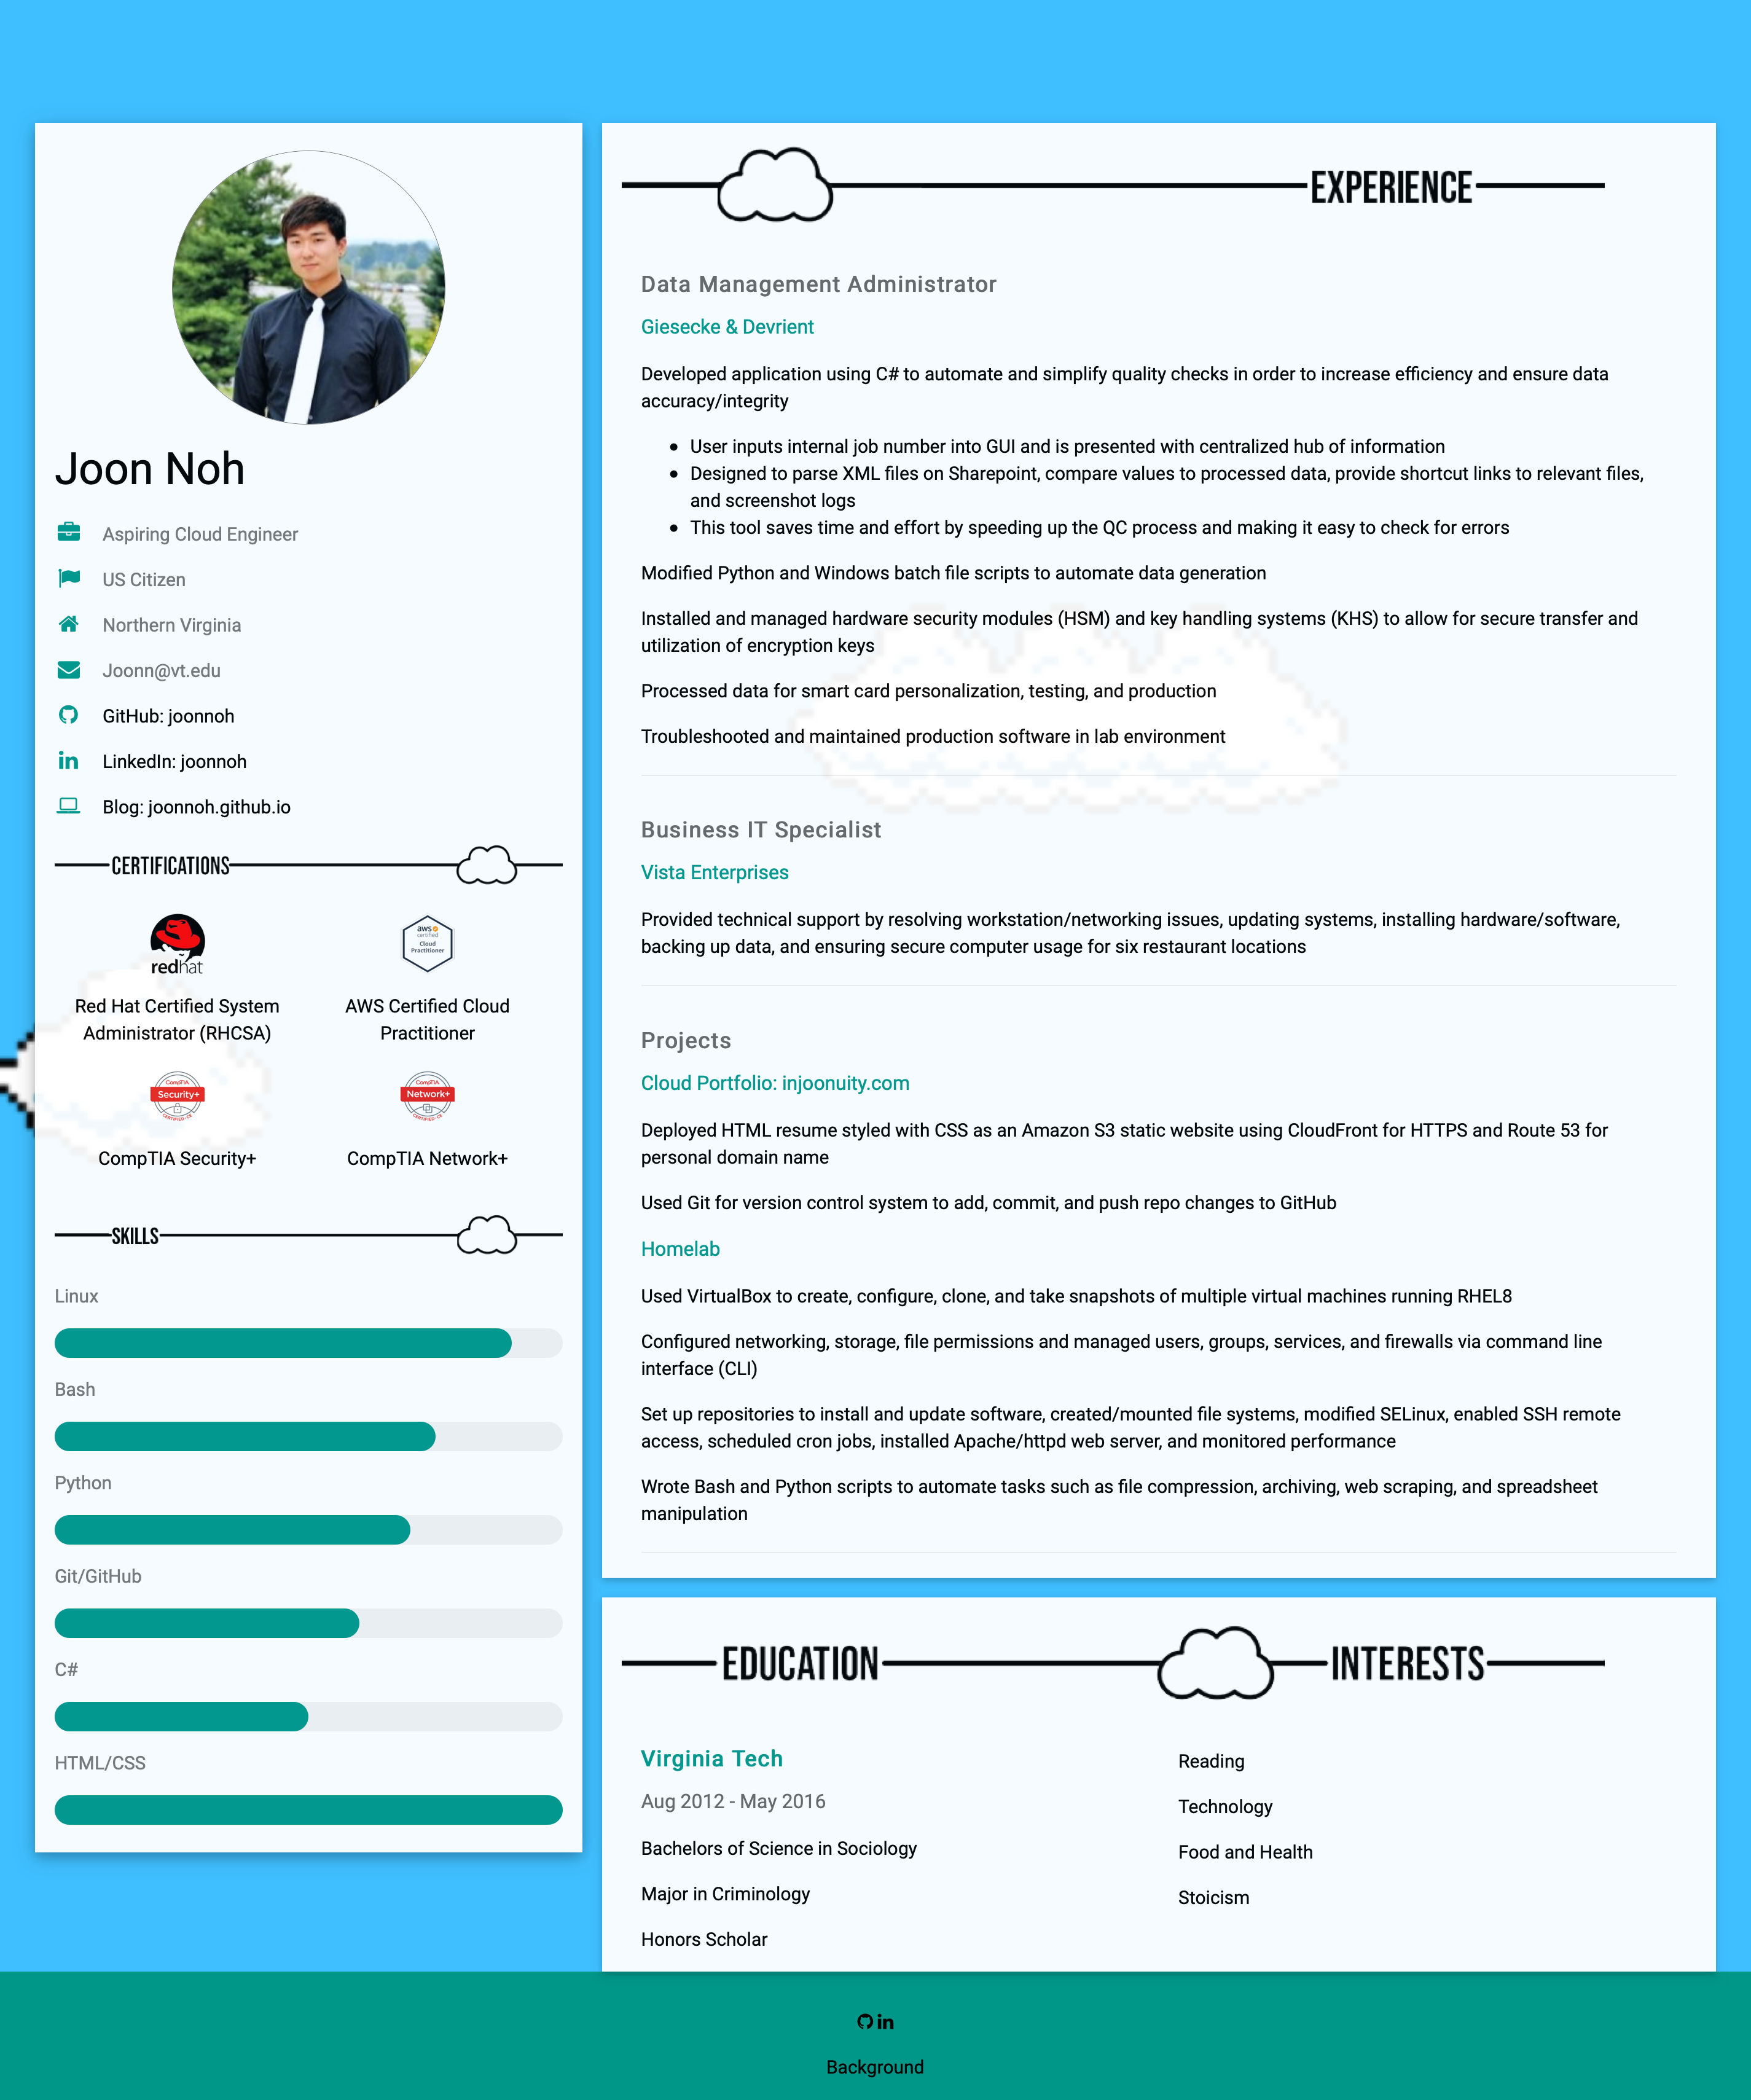 Joon Noh
Aspiring Cloud Engineer
US Citizen
Northern Virginia
Joonn@vt.edu
GitHub: joonnoh
LinkedIn: joonnoh
Blog: joonnoh.github.io
CERTIFICATIONS
redhat
Red Hat Certified System
Administrator (RHCSA)
aws
certified
Cloud
Practitioner
AWS Certified Cloud
Practitioner
CompTIA
Security+
CERTIFIED CE
CompTIA Security+
CompTIA
Network+
CERTIFIED CE
CompTIA Network+
SKILLS
Linux
Bash
Python
Git/GitHub
C#
HTML/CSS
EXPERIENCE
Data Management Administrator
Giesecke & Devrient
Developed application using C# to automate and simplify quality checks in order to increase efficiency and ensure data
accuracy/integrity
• User inputs internal job number into GUI and is presented with centralized hub of information
• Designed to parse XML files on Sharepoint, compare values to processed data, provide shortcut links to relevant files,
and screenshot logs
• This tool saves time and effort by speeding up the QC process and making it easy to check for errors
Modified Python and Windows batch file scripts to automate data generation
Installed and managed hardware security modules (HSM) and key handling systems (KHS) to allow for secure transfer and
utilization of encryption keys
Processed data for smart card personalization, testing, and production
Troubleshooted and maintained production software in lab environment
Business IT Specialist
Vista Enterprises
Provided technical support by resolving workstation/networking issues, updating systems, installing hardware/software,
backing up data, and ensuring secure computer usage for six restaurant locations
Projects
Cloud Portfolio: injoonuity.com
Deployed HTML resume styled with CSS as an Amazon S3 static website using CloudFront for HTTPS and Route 53 for
personal domain name
Used Git for version control system to add, commit, and push repo changes to GitHub
Homelab
Used VirtualBox to create, configure, clone, and take snapshots of multiple virtual machines running RHEL8
Configured networking, storage, file permissions and managed users, groups, services, and firewalls via command line
interface (CLI)
Set up repositories to install and update software, created/mounted file systems, modified SELinux, enabled SSH remote
access, scheduled cron jobs, installed Apache/httpd web server, and monitored performance
Wrote Bash and Python scripts to automate tasks such as file compression, archiving, web scraping, and spreadsheet
manipulation
EDUCATION
Virginia Tech
Aug 2012 - May 2016
Bachelors of Science in Sociology
Major in Criminology
Honors Scholar
INTERESTS
Reading
Technology
Food and Health
Stoicism
Background